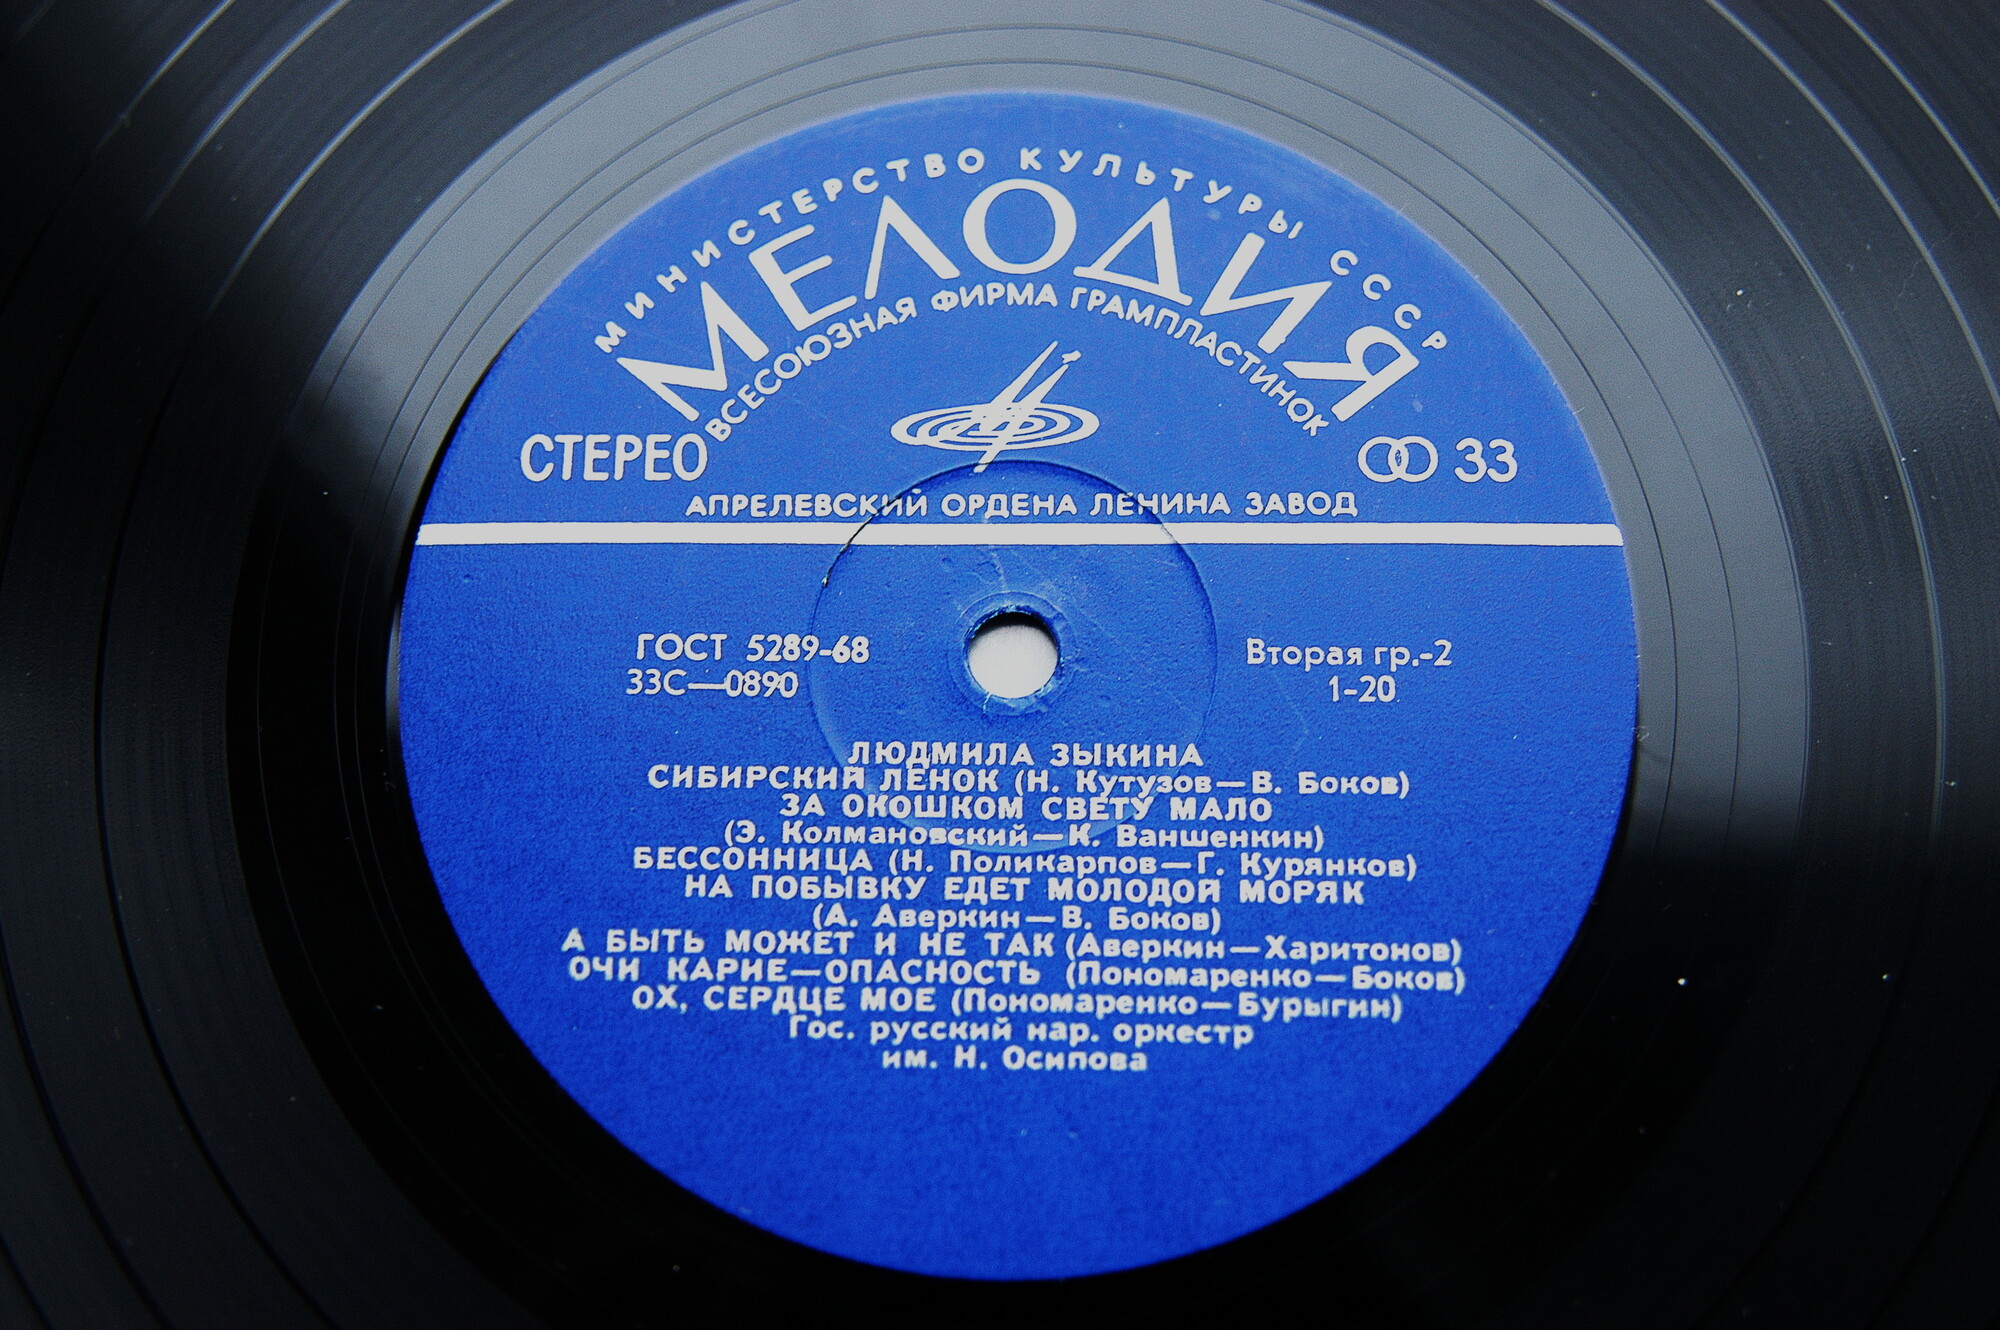 МИНИСТЕРСТВО КУЛЬТУРЫ СССР
МЕЛОДИЯ
ВСЕСОЮЗНАЯ ФИРМА ГРАМПЛАСТИНОК
СТЕРЕО
33
АПРЕЛЕВСКИЙ ОРДЕНА ЛЕНИНА ЗАВОД
ГОСТ 5289-68
33С—0890
Вторая гр.-2
1-20
ЛЮДМИЛА ЗЫКИНА
СИБИРСКИЙ ЛЕНОК (Н. Кутузов—В. Боков)
ЗА ОКОШКОМ СВЕТУ МАЛО
(Э. Колмановский—К. Ваншенкин)
БЕССОННИЦА (Н. Поликарпов—Г. Курянков)
НА ПОБЫВКУ ЕДЕТ МОЛОДОЙ МОРЯК
(А. Аверкин—В. Боков)
А БЫТЬ МОЖЕТ И НЕ ТАК (Аверкин—Харитонов)
ОЧИ КАРИЕ—ОПАСНОСТЬ (Пономаренко—Боков)
ОХ, СЕРДЦЕ МОЕ (Пономаренко—Бурыгин)
Гос. русский нар. оркестр
им. Н. Осипова